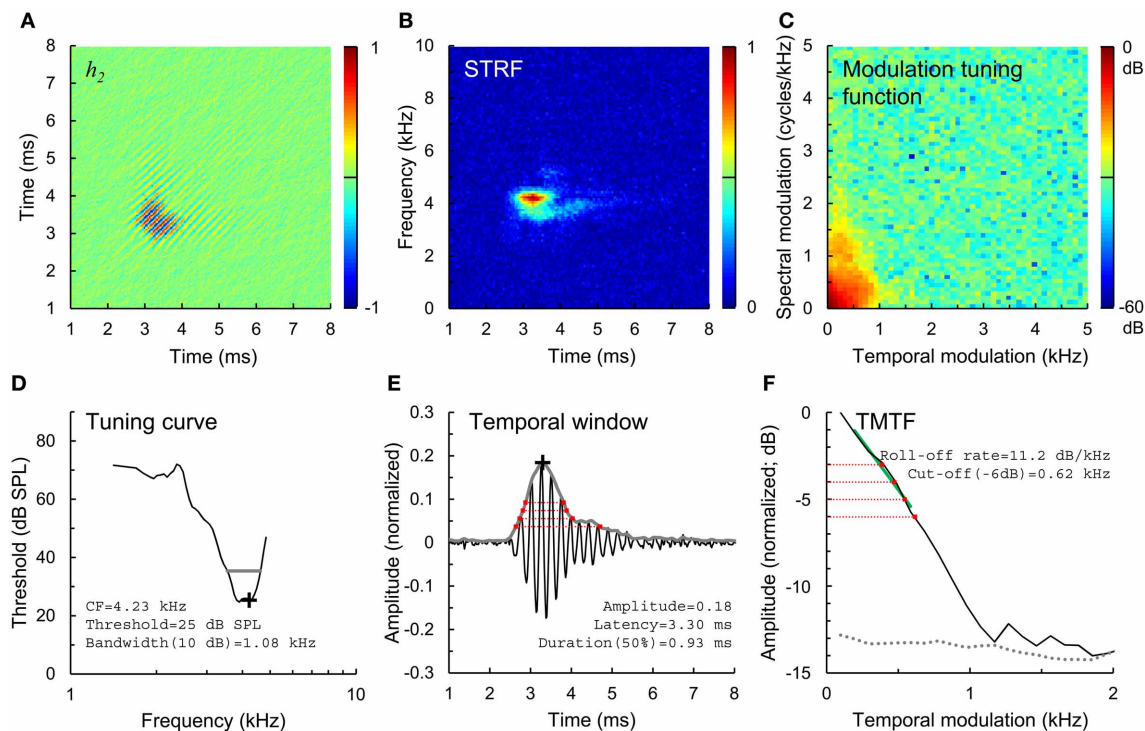 A
h2
Time (ms)
8
7
6
5
4
3
2
1
1 2 3 4 5 6 7 8
Time (ms)
1
-1
B
STRF
Frequency (kHz)
10
8
6
4
2
0
1 2 3 4 5 6 7 8
Time (ms)
1
0
C
Modulation tuning
function
Spectral modulation (cycles/kHz)
5
4
3
2
1
0
0 1 2 3 4 5
Temporal modulation (kHz)
0
dB
-60
dB
D
Tuning curve
Threshold (dB SPL)
80
60
40
20
0
CF=4.23 kHz
Threshold=25 dB SPL
Bandwidth(10 dB)=1.08 kHz
1 10
Frequency (kHz)
E
Temporal window
Amplitude (normalized)
0.3
0.2
0.1
0
-0.1
-0.2
-0.3
Amplitude=0.18
Latency=3.30 ms
Duration(50%)=0.93 ms
1 2 3 4 5 6 7 8
Time (ms)
F
TMTF
Amplitude (normalized; dB)
0
-5
-10
-15
Roll-off rate=11.2 dB/kHz
Cut-off(-6dB)=0.62 kHz
0 1 2
Temporal modulation (kHz)